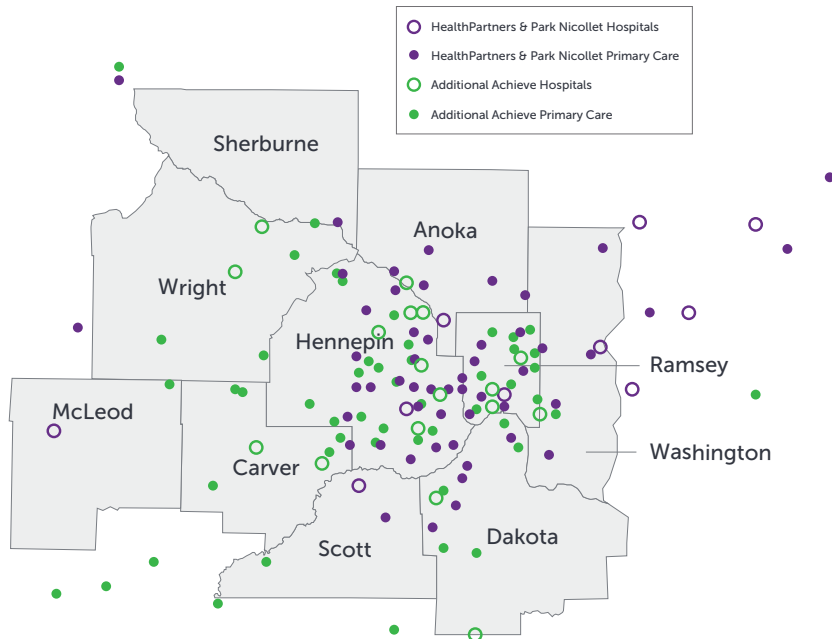 HealthPartners & Park Nicollet Hospitals
HealthPartners & Park Nicollet Primary Care
Additional Achieve Hospitals
Additional Achieve Primary Care
Sherburne
Anoka
Wright
Hennepin
Ramsey
McLeod
Washington
Carver
Dakota
Scott